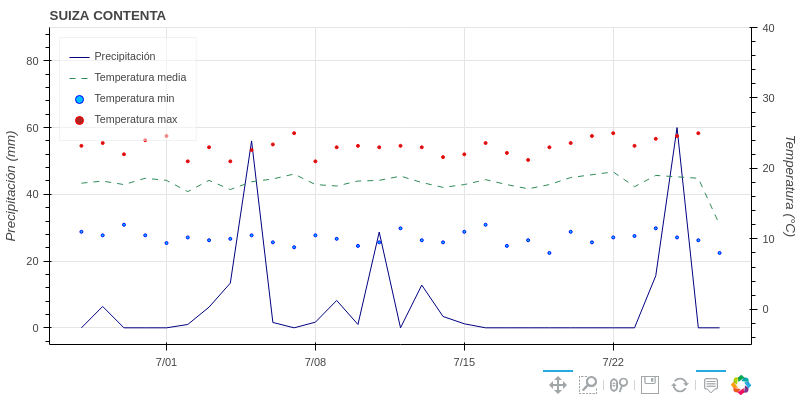 SUIZA CONTENTA
Precipitación
Temperatura media
Temperatura min
Temperatura max
Precipitación (mm)
80
60
40
20
0
40
30
20
10
0
Temperatura (°C)
7/01
7/08
7/15
7/22